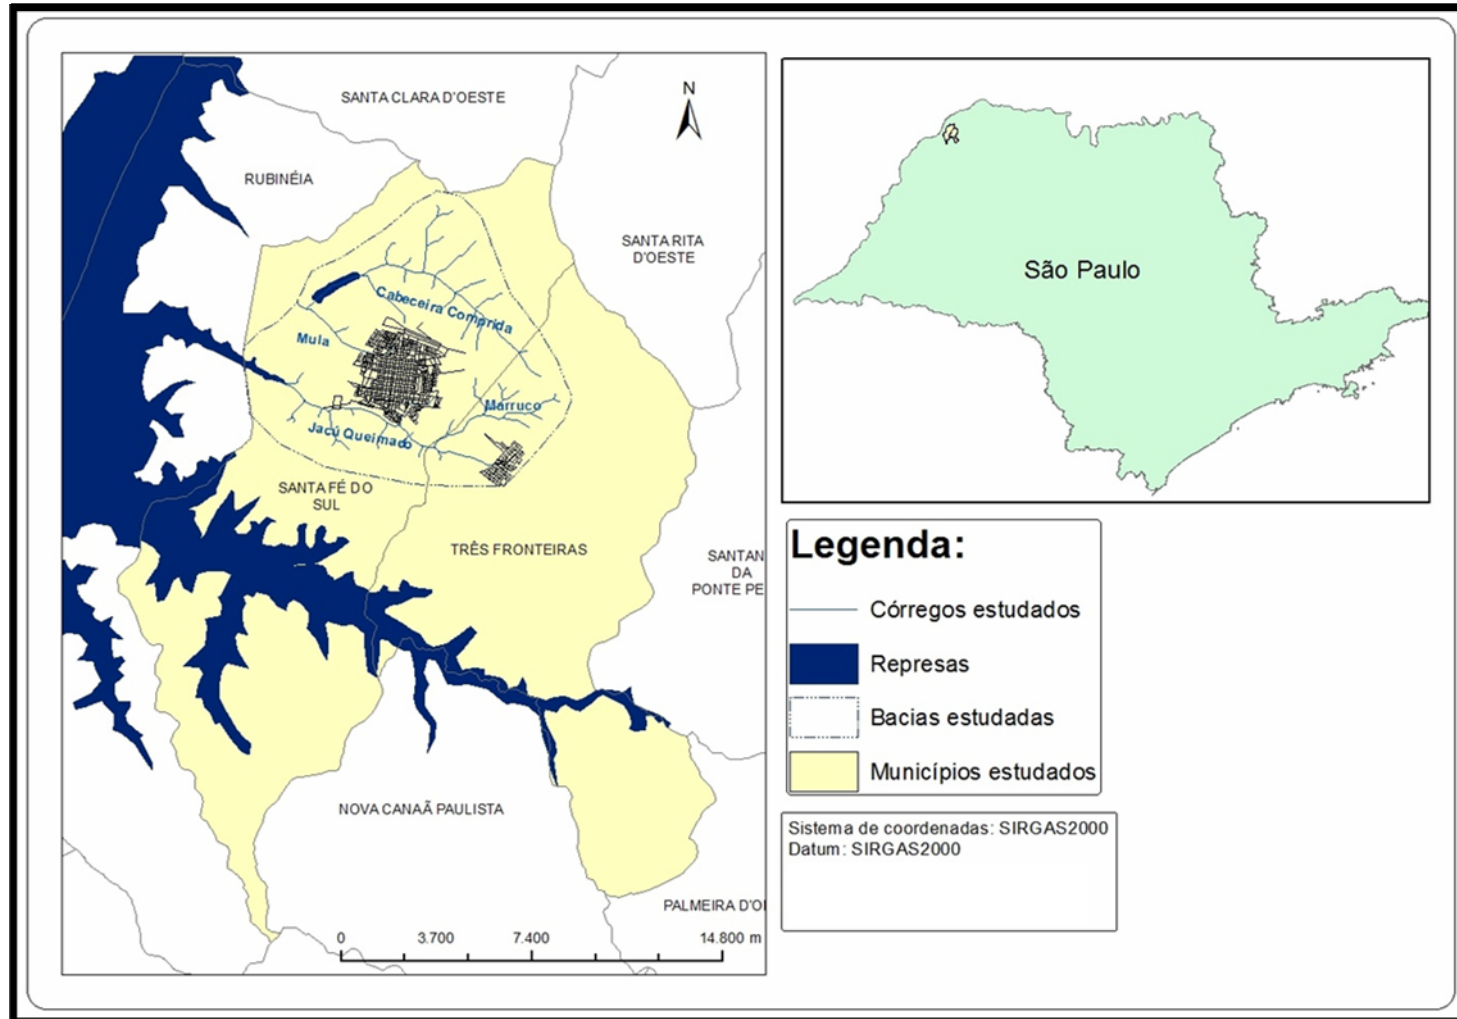 SANTA CLARA D'OESTE
N
RUBINÉIA
SANTA RITA
D'OESTE
Cabeceira Comprida
Mula
Marruco
Jacú Queimado
SANTA FÉ DO
SUL
TRÊS FRONTEIRAS
SANTAN
DA
PONTE PE
NOVA CANAÃ PAULISTA
PALMEIRA D'O
0 3.700 7.400 14.800 m
São Paulo
Legenda:
Córregos estudados
Represas
Bacias estudadas
Municípios estudados
Sistema de coordenadas: SIRGAS2000
Datum: SIRGAS2000